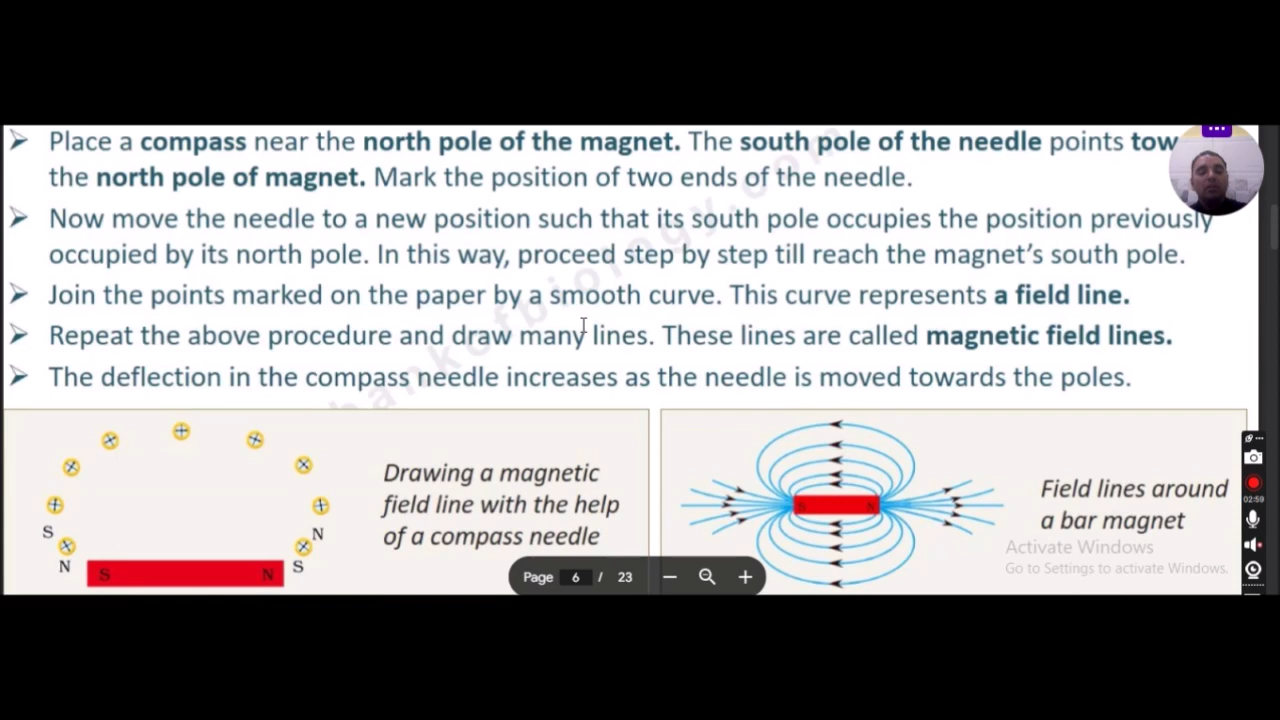 Place a compass near the north pole of the magnet. The south pole of the needle points tow
the north pole of magnet. Mark the position of two ends of the needle.
Now move the needle to a new position such that its south pole occupies the position previously
occupied by its north pole. In this way, proceed step by step till reach the magnet's south pole.
Join the points marked on the paper by a smooth curve. This curve represents a field line.
Repeat the above procedure and draw many lines. These lines are called magnetic field lines.
The deflection in the compass needle increases as the needle is moved towards the poles.
hankofbiology.com
Drawing a magnetic
field line with the help
of a compass needle
S
N
N
S
S
N
S
N
Field lines around
a bar magnet
Activate Windows
Go to Settings to activate Windows.
Page 6 / 23
02:59